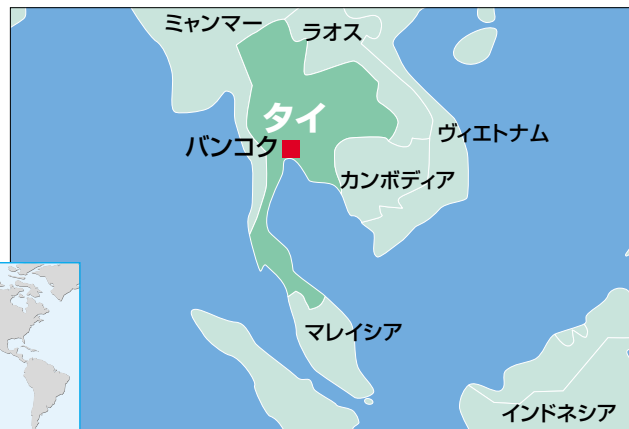 ミャンマー
ラオス
タイ
バンコク
ヴィエトナム
カンボディア
マレイシア
インドネシア